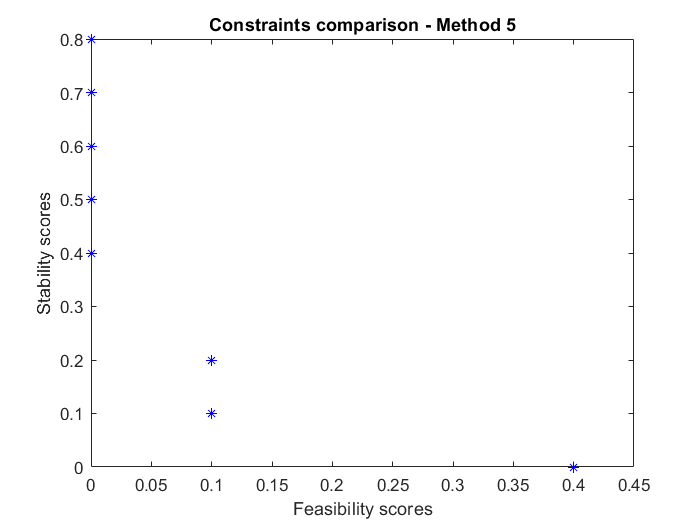 Constraints comparison - Method 5
0.8
0.7
0.6
0.5
0.4
0.3
0.2
0.1
0
Stability scores
0 0.05 0.1 0.15 0.2 0.25 0.3 0.35 0.4 0.45
Feasibility scores